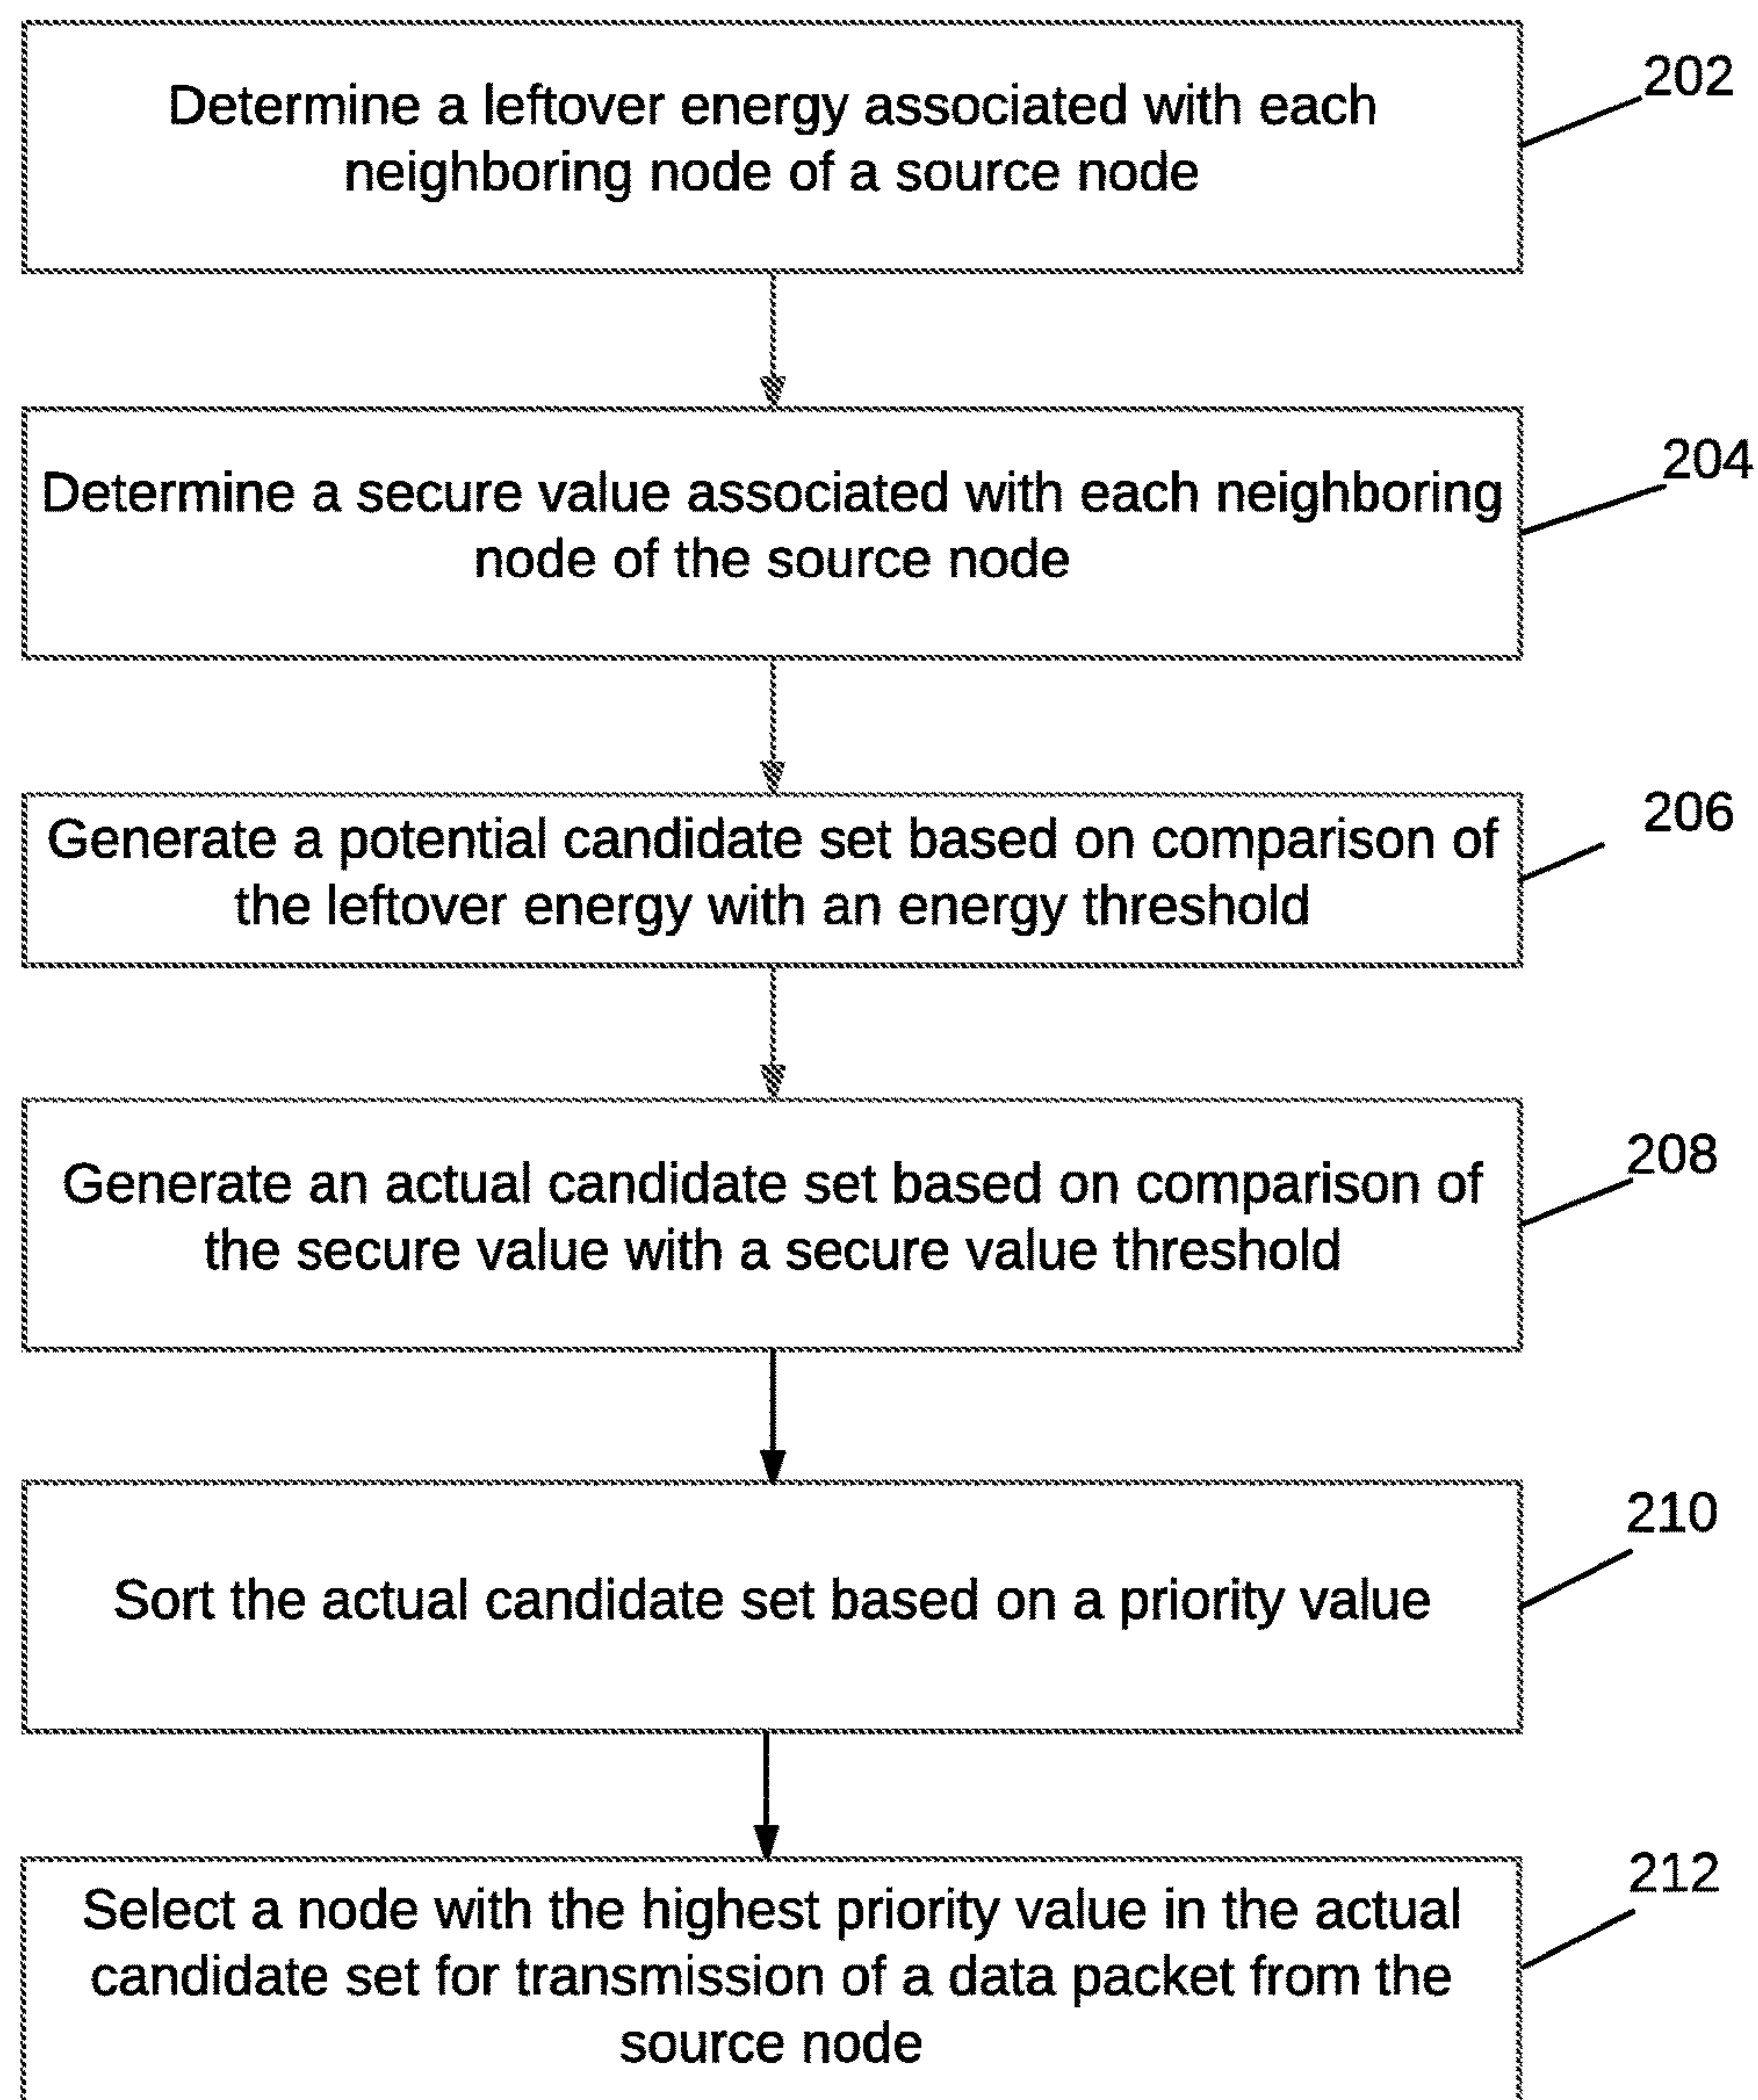 Determine a leftover energy associated with each
neighboring node of a source node
202
Determine a secure value associated with each neighboring
node of the source node
204
Generate a potential candidate set based on comparison of
the leftover energy with an energy threshold
206
Generate an actual candidate set based on comparison of
the secure value with a secure value threshold
208
Sort the actual candidate set based on a priority value
210
Select a node with the highest priority value in the actual
candidate set for transmission of a data packet from the
source node
212